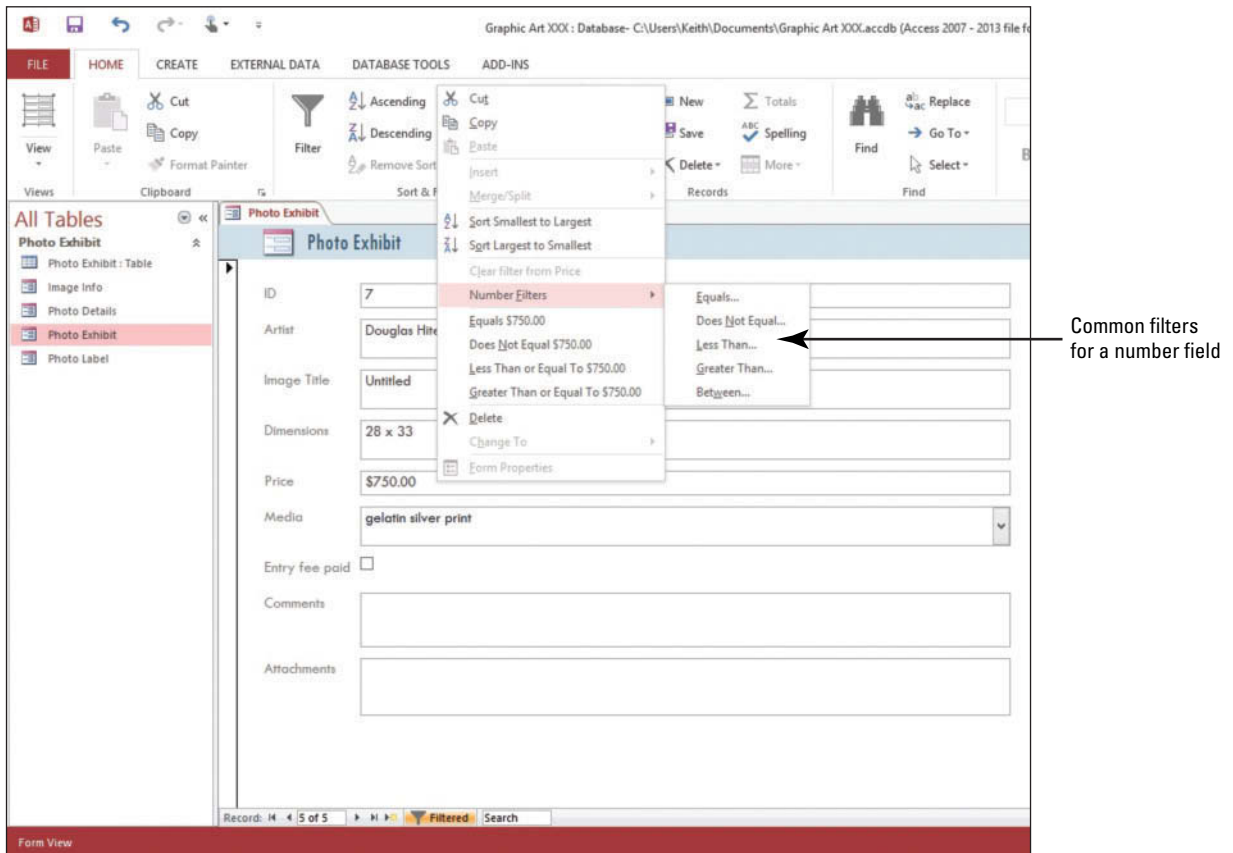 Graphic Art XXX : Database- C:\Users\Keith\Documents\Graphic Art XXX.accdb (Access 2007 - 2013 file fo
FILE HOME CREATE EXTERNAL DATA DATABASE TOOLS ADD-INS
View
Views
Paste
Cut
Copy
Format Painter
Clipboard
Filter
Ascending
Descending
Remove Sort
Sort & F
New
Save
Delete
Totals
Spelling
More
Records
Find
Replace
Go To
Select
Find
B
All Tables
Photo Exhibit
Photo Exhibit : Table
Image Info
Photo Details
Photo Exhibit
Photo Label
Photo Exhibit
Photo Exhibit
ID 7
Artist Douglas Hite
Image Title Untitled
Dimensions 28 x 33
Price $750.00
Media gelatin silver print
Entry fee paid
Comments
Attachments
Cut
Copy
Paste
Insert
Merge/Split
Sort Smallest to Largest
Sort Largest to Smallest
Clear filter from Price
Number Filters
Equals $750.00
Does Not Equal $750.00
Less Than or Equal To $750.00
Greater Than or Equal To $750.00
Delete
Change To
Form Properties
Equals...
Does Not Equal...
Less Than...
Greater Than...
Between...
Common filters
for a number field
Record: 5 of 5 Filtered Search
Form View